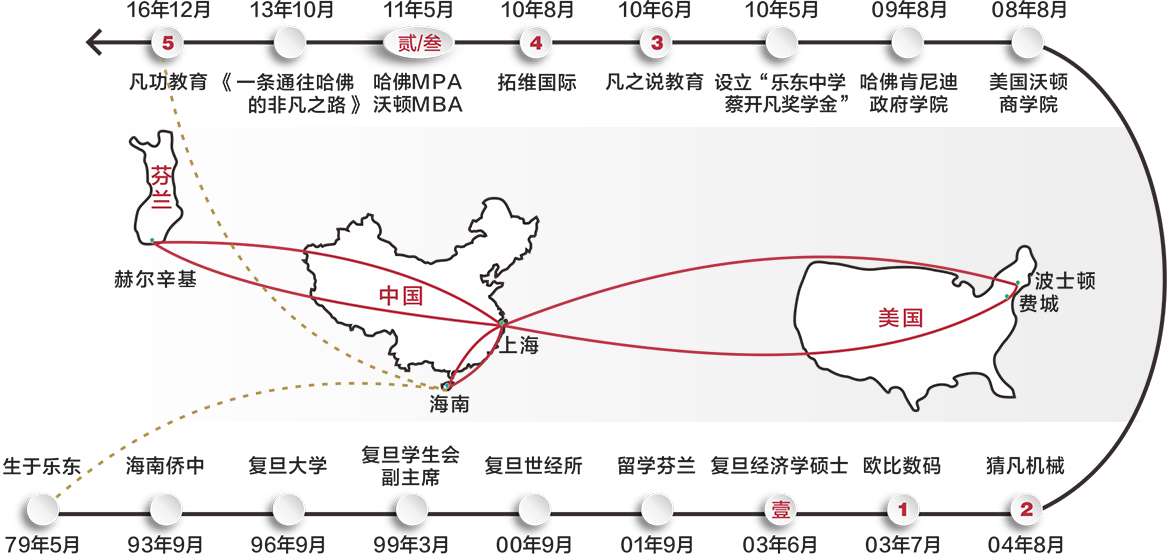 16年12月
13年10月
11年5月
10年8月
10年6月
10年5月
09年8月
08年8月
5
贰/叁
4
3
凡功教育
《一条通往哈佛
的非凡之路》
哈佛MPA
沃顿MBA
拓维国际
凡之说教育
设立“乐东中学
蔡开凡奖学金”
哈佛肯尼迪
政府学院
美国沃顿
商学院
芬
兰
赫尔辛基
中国
上海
海南
美国
波士顿
费城
生于乐东
海南侨中
复旦大学
复旦学生会
副主席
复旦世经所
留学芬兰
复旦经济学硕士
欧比数码
猜凡机械
壹
1
2
79年5月
93年9月
96年9月
99年3月
00年9月
01年9月
03年6月
03年7月
04年8月